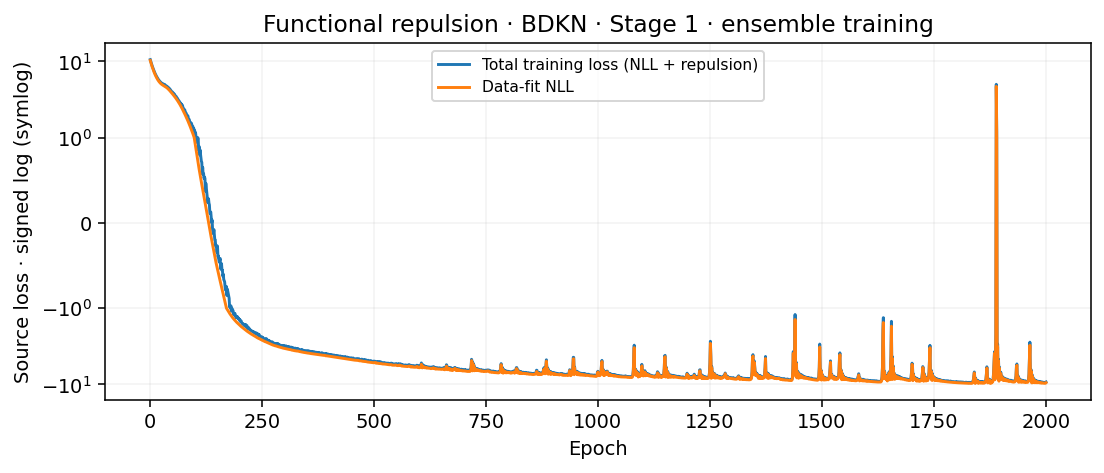 Functional repulsion · BDKN · Stage 1 · ensemble training
Total training loss (NLL + repulsion)
Data-fit NLL
Source loss · signed log (symlog)
10¹
10⁰
0
−10⁰
−10¹
0 250 500 750 1000 1250 1500 1750 2000
Epoch